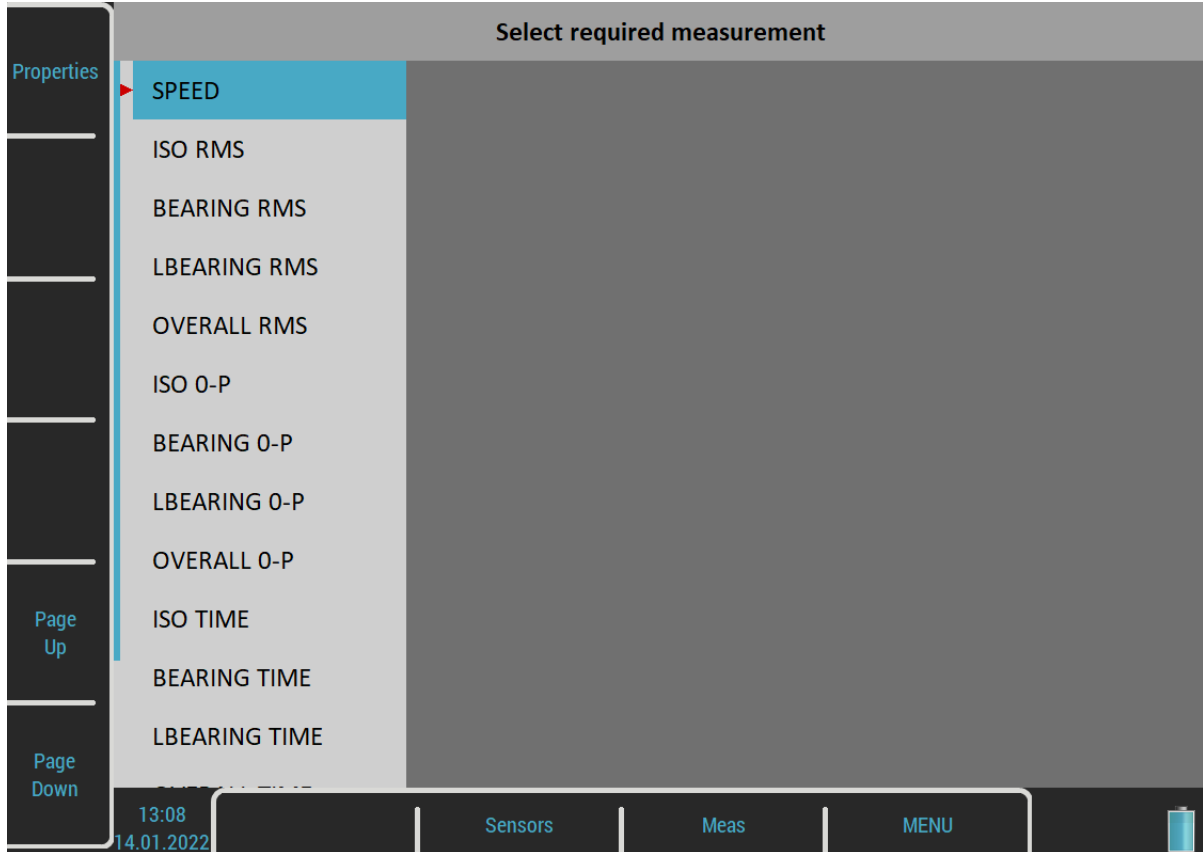 Select required measurement
Properties
SPEED
ISO RMS
BEARING RMS
LBEARING RMS
OVERALL RMS
ISO 0-P
BEARING 0-P
LBEARING 0-P
OVERALL 0-P
ISO TIME
BEARING TIME
LBEARING TIME
Page
Up
Page
Down
13:08
14.01.2022
Sensors
Meas
MENU